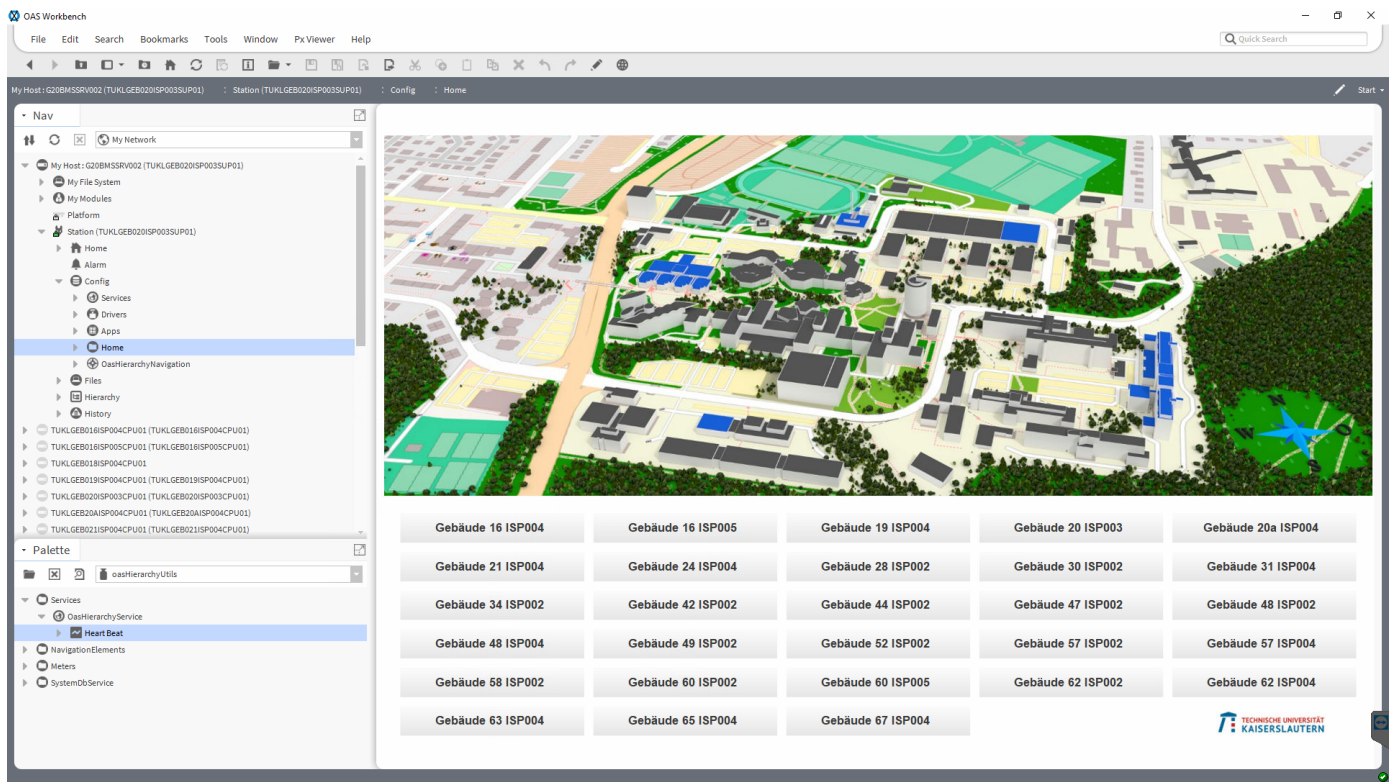 OAS Workbench
File Edit Search Bookmarks Tools Window Px Viewer Help
Quick Search
My Host : G20BMSSRV002 (TUKLGEB020ISP003SUP01) : Station (TUKLGEB020ISP003SUP01) : Config : Home
Start
Nav
My Network
My Host : G20BMSSRV002 (TUKLGEB020ISP003SUP01)
My File System
My Modules
Platform
Station (TUKLGEB020ISP003SUP01)
Home
Alarm
Config
Services
Drivers
Apps
Home
OasHierarchyNavigation
Files
Hierarchy
History
TUKLGEB016ISP004CPU01 (TUKLGEB016ISP004CPU01)
TUKLGEB016ISP005CPU01 (TUKLGEB016ISP005CPU01)
TUKLGEB018ISP004CPU01
TUKLGEB019ISP004CPU01 (TUKLGEB019ISP004CPU01)
TUKLGEB020ISP003CPU01 (TUKLGEB020ISP003CPU01)
TUKLGEB20AISP004CPU01 (TUKLGEB20AISP004CPU01)
TUKLGEB021ISP004CPU01 (TUKLGEB021ISP004CPU01)
Palette
oasHierarchyUtils
Services
OasHierarchyService
Heart Beat
NavigationElements
Meters
SystemDbService
N
O
S
W
Gebäude 16 ISP004 Gebäude 16 ISP005 Gebäude 19 ISP004 Gebäude 20 ISP003 Gebäude 20a ISP004
Gebäude 21 ISP004 Gebäude 24 ISP004 Gebäude 28 ISP002 Gebäude 30 ISP002 Gebäude 31 ISP004
Gebäude 34 ISP002 Gebäude 42 ISP002 Gebäude 44 ISP002 Gebäude 47 ISP002 Gebäude 48 ISP002
Gebäude 48 ISP004 Gebäude 49 ISP002 Gebäude 52 ISP002 Gebäude 57 ISP002 Gebäude 57 ISP004
Gebäude 58 ISP002 Gebäude 60 ISP002 Gebäude 60 ISP005 Gebäude 62 ISP002 Gebäude 62 ISP004
Gebäude 63 ISP004 Gebäude 65 ISP004 Gebäude 67 ISP004
TECHNISCHE UNIVERSITÄT
KAISERSLAUTERN